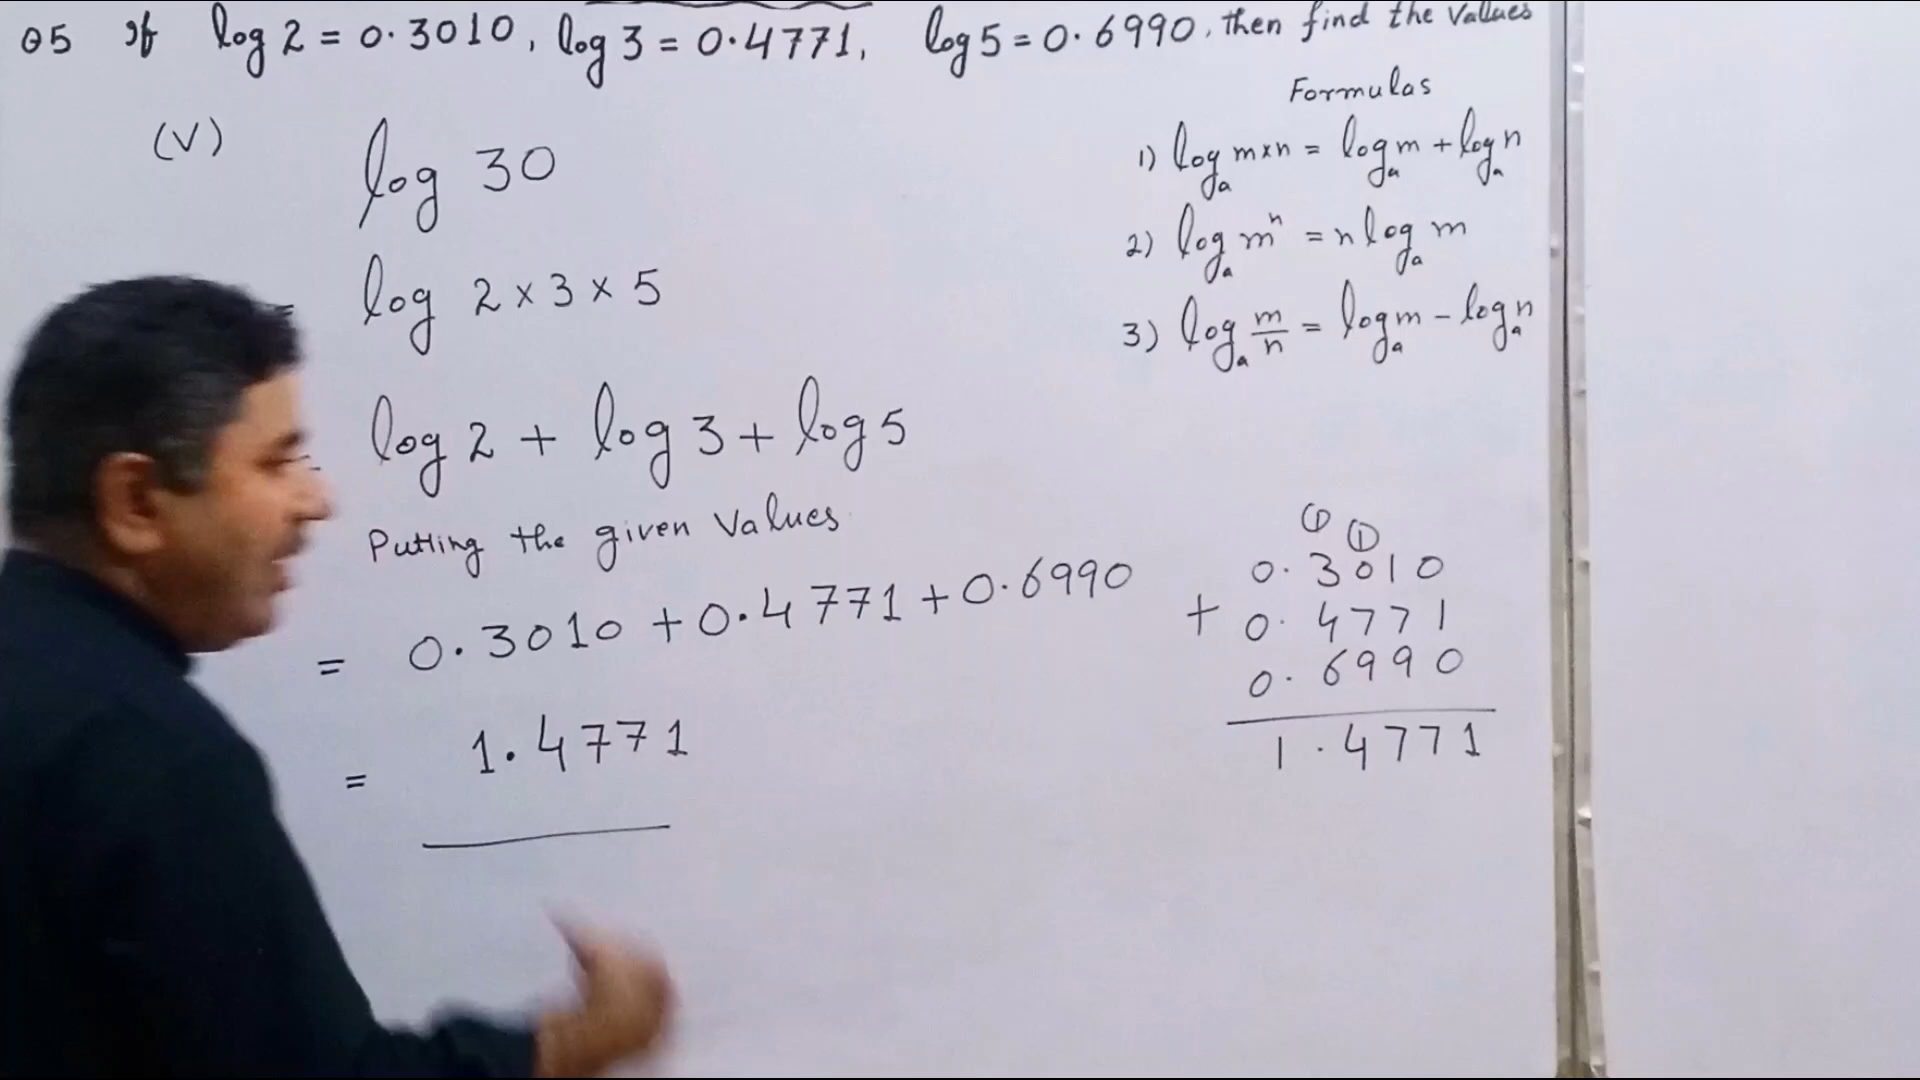 Q5 If log 2 = 0.3010, log 3 = 0.4771, log 5 = 0.6990, then find the Values
(V) log 30
= log 2 × 3 × 5
log 2 + log 3 + log 5
Putting the given Values
= 0.3010 + 0.4771 + 0.6990
= 1.4771
Formulas
1) logₐ m×n = logₐ m + logₐ n
2) logₐ mⁿ = n logₐ m
3) logₐ m/n = logₐ m − logₐ n
① ①
0.3010
+ 0.4771
0.6990
1.4771